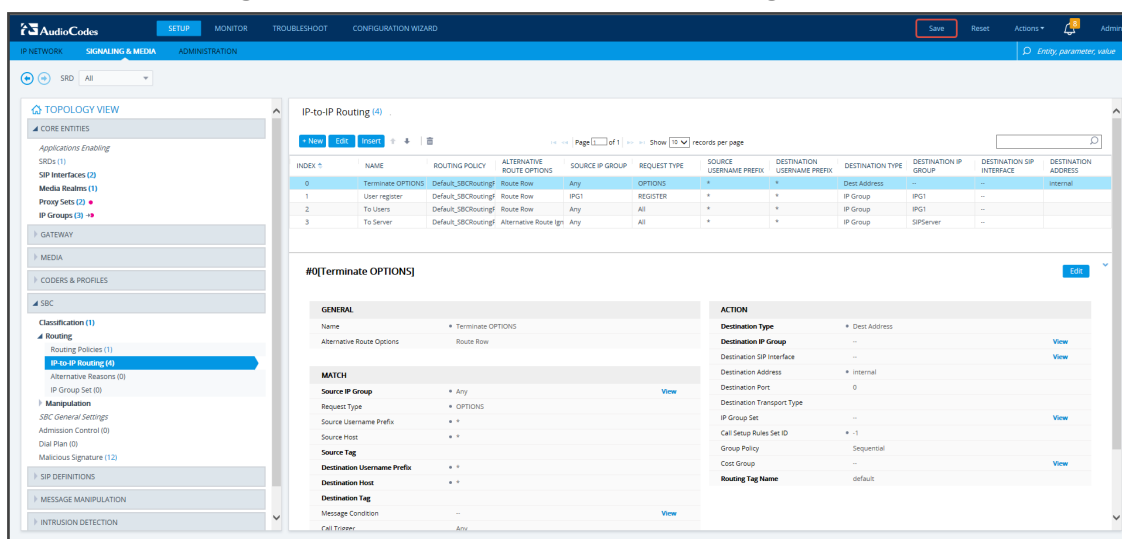 AudioCodes SETUP MONITOR TROUBLESHOOT CONFIGURATION WIZARD Save Reset Actions 8 Admin
IP NETWORK SIGNALING & MEDIA ADMINISTRATION Entity, parameter, value
SRD All
TOPOLOGY VIEW
CORE ENTITIES
Applications Enabling
SRDs (1)
SIP Interfaces (2)
Media Realms (1)
Proxy Sets (2)
IP Groups (3)
GATEWAY
MEDIA
CODERS & PROFILES
SBC
Classification (1)
Routing
Routing Policies (1)
IP-to-IP Routing (4)
Alternative Reasons (0)
IP Group Set (0)
Manipulation
SBC General Settings
Admission Control (0)
Dial Plan (0)
Malicious Signature (12)
SIP DEFINITIONS
MESSAGE MANIPULATION
INTRUSION DETECTION
IP-to-IP Routing (4)
+ New Edit Insert Page 1 of 1 Show 10 records per page
INDEX NAME ROUTING POLICY ALTERNATIVE ROUTE OPTIONS SOURCE IP GROUP REQUEST TYPE SOURCE USERNAME PREFIX DESTINATION USERNAME PREFIX DESTINATION TYPE DESTINATION IP GROUP DESTINATION SIP INTERFACE DESTINATION ADDRESS
0 Terminate OPTIONS Default_SBCRoutingF Route Row Any OPTIONS * * Dest Address -- -- internal
1 User register Default_SBCRoutingF Route Row IPG1 REGISTER * * IP Group IPG1 --
2 To Users Default_SBCRoutingF Route Row Any All * * IP Group IPG1 --
3 To Server Default_SBCRoutingF Alternative Route Ign Any All * * IP Group SIPServer --
#0[Terminate OPTIONS] Edit
GENERAL
Name Terminate OPTIONS
Alternative Route Options Route Row
MATCH
Source IP Group Any View
Request Type OPTIONS
Source Username Prefix *
Source Host *
Source Tag
Destination Username Prefix *
Destination Host *
Destination Tag
Message Condition -- View
Call Trigger Any
ACTION
Destination Type Dest Address
Destination IP Group -- View
Destination SIP Interface -- View
Destination Address internal
Destination Port 0
Destination Transport Type
IP Group Set -- View
Call Setup Rules Set ID -1
Group Policy Sequential
Cost Group -- View
Routing Tag Name default